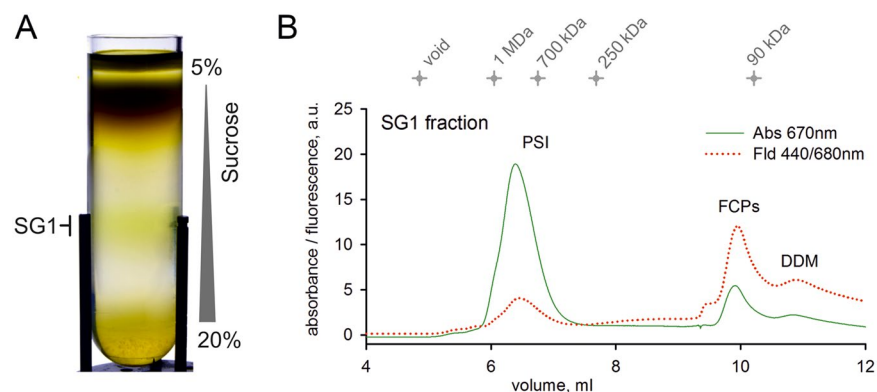 A
5%
Sucrose
SG1
20%
B
void
1 MDa
700 kDa
250 kDa
90 kDa
SG1 fraction
PSI
Abs 670nm
Fld 440/680nm
FCPs
DDM
absorbance / fluorescence, a.u.
25
20
15
10
5
0
4
6
8
10
12
volume, ml